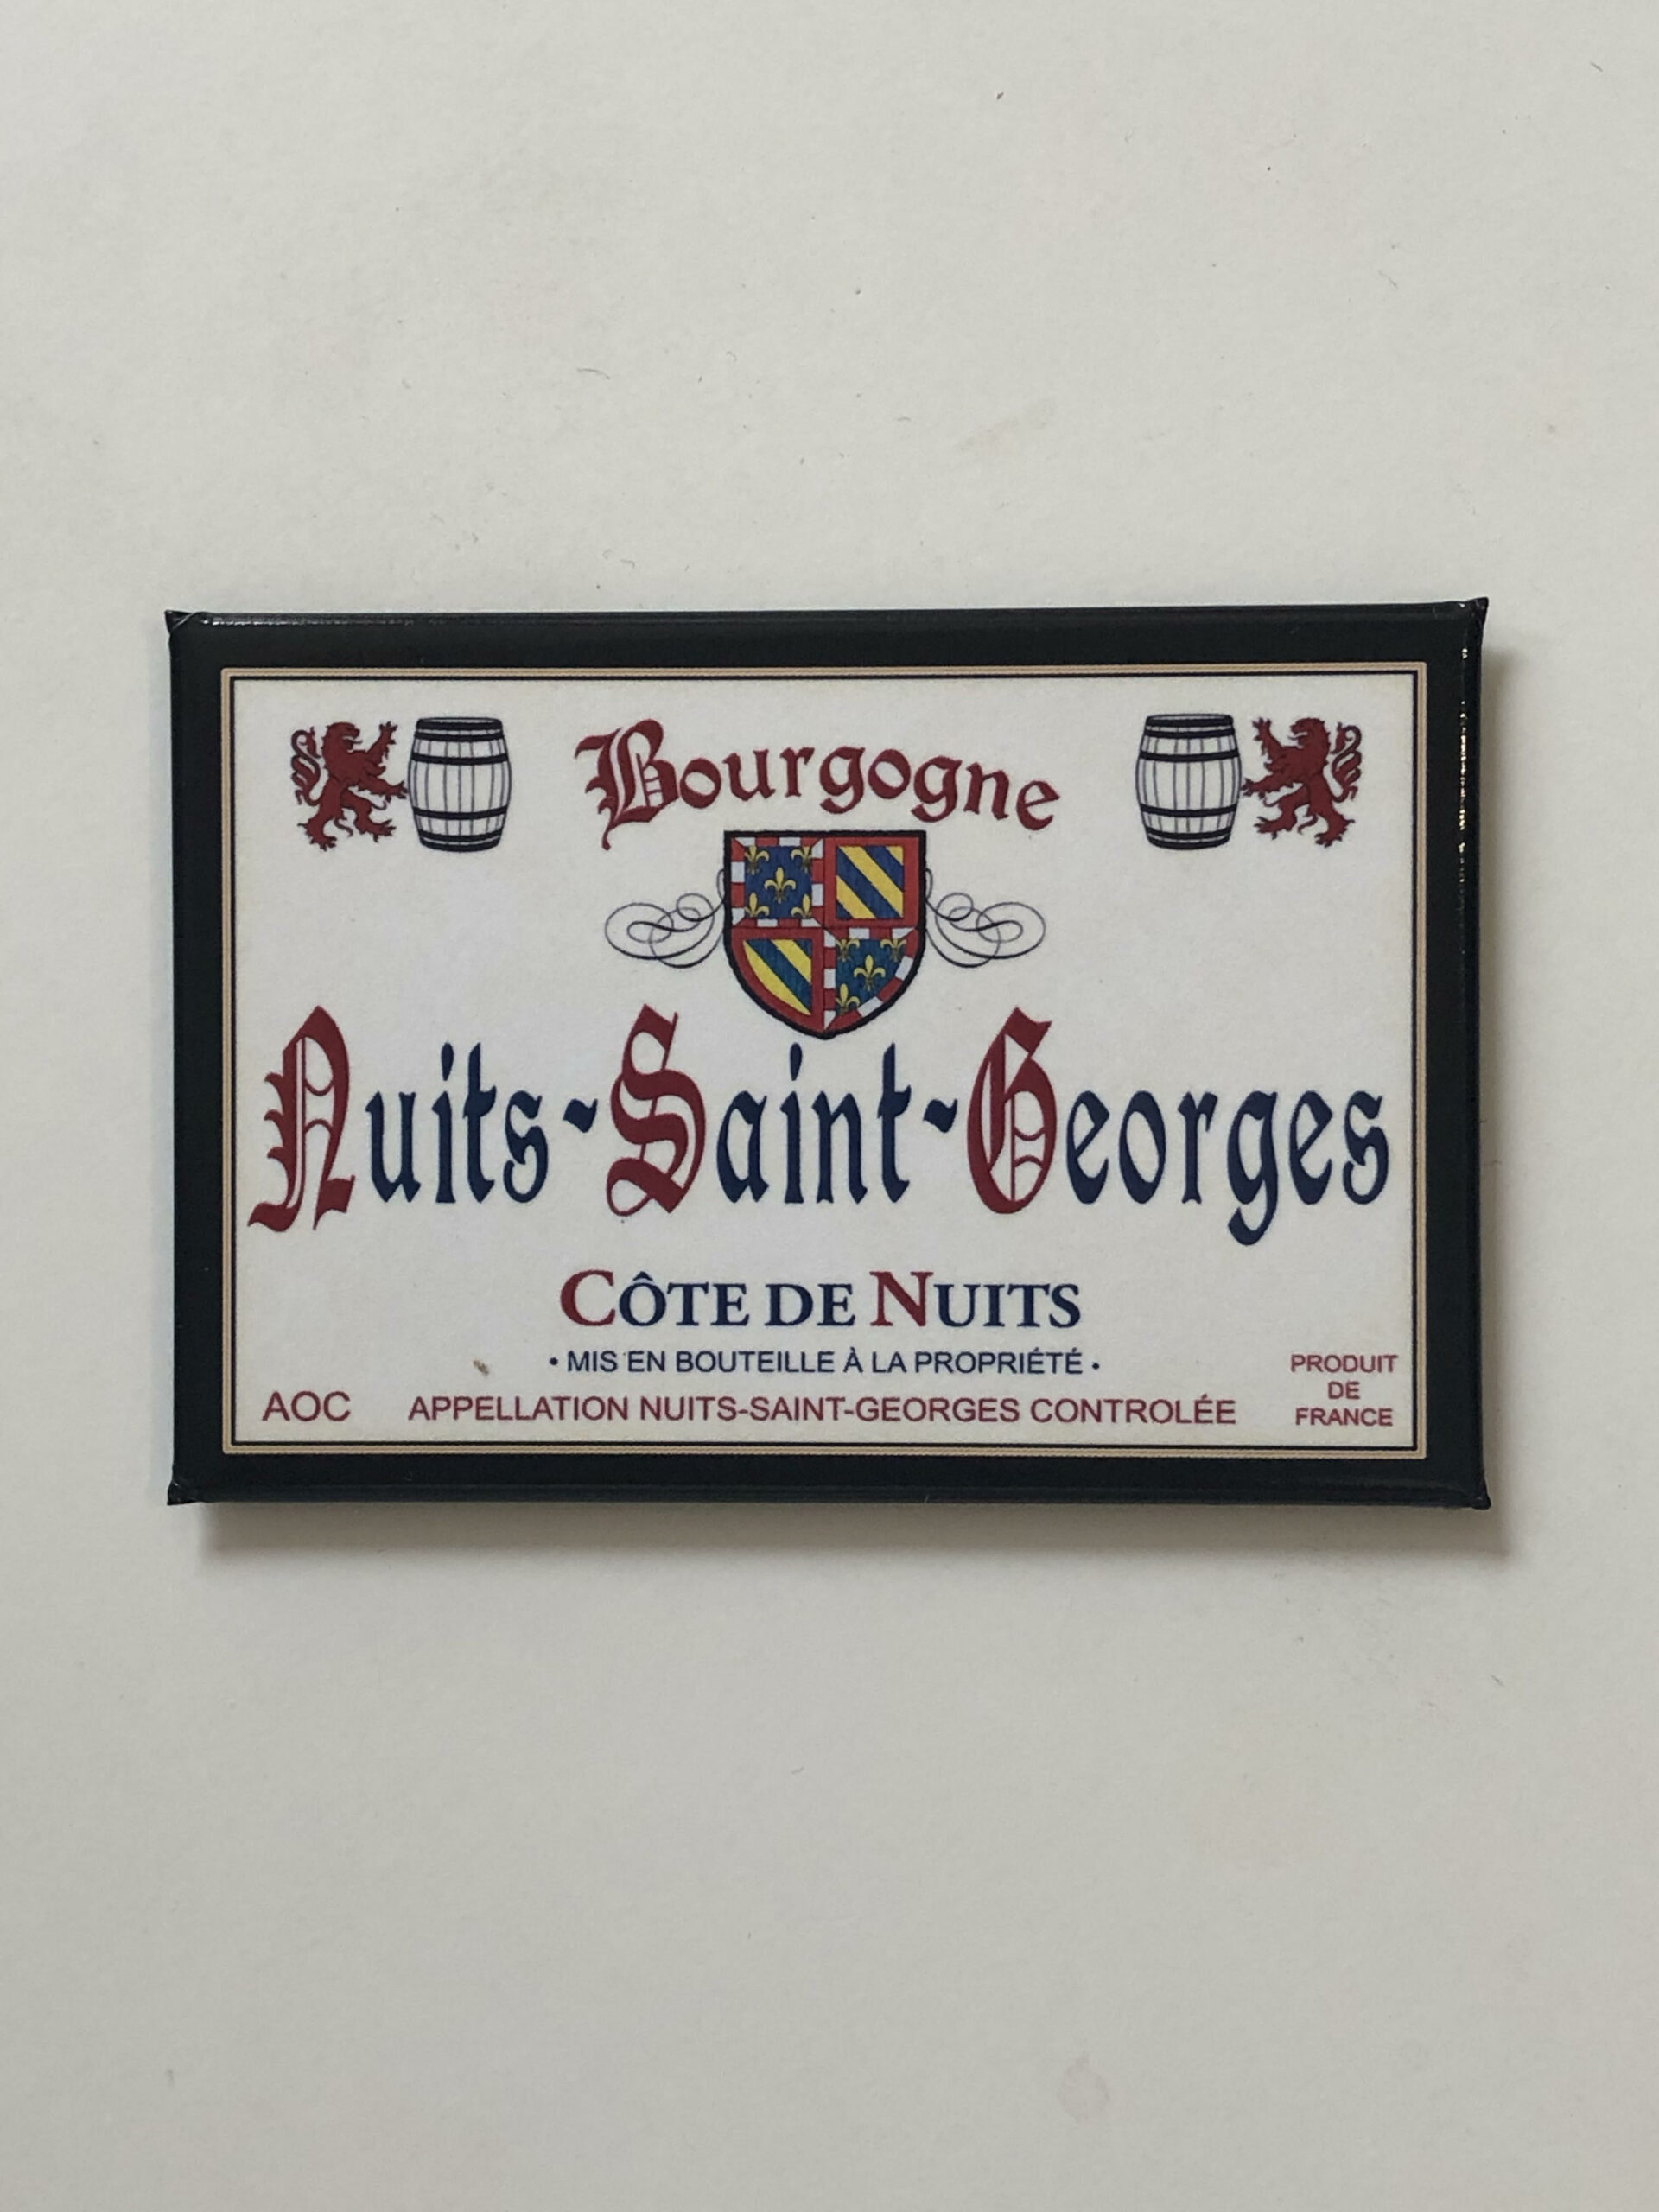 Bourgogne
Nuits-Saint-Georges
CÔTE DE NUITS
• MIS EN BOUTEILLE À LA PROPRIÉTÉ •
AOC
APPELLATION NUITS-SAINT-GEORGES CONTROLÉE
PRODUIT
DE
FRANCE